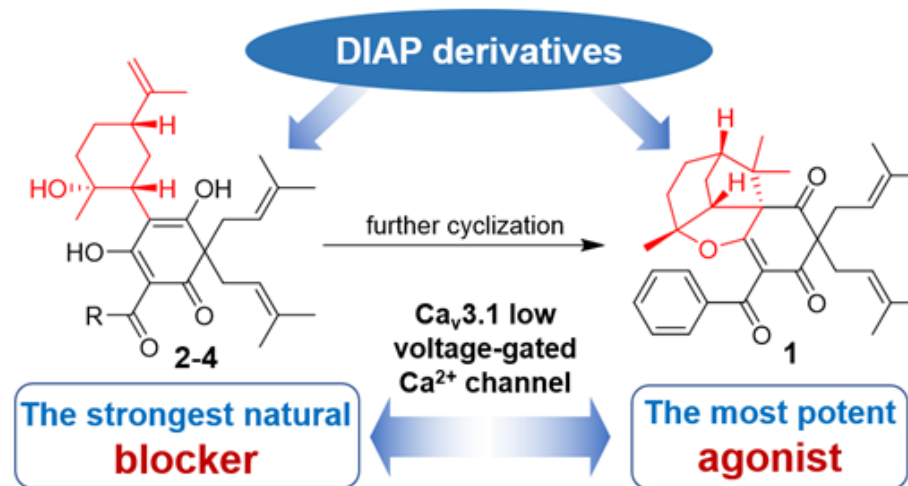 DIAP derivatives
H
HO
H
OH
OH
R
O
O
2-4
further cyclization
H
H
O
O
O
O
1
Caᵥ3.1 low
voltage-gated
Ca²⁺ channel
The strongest natural
blocker
The most potent
agonist